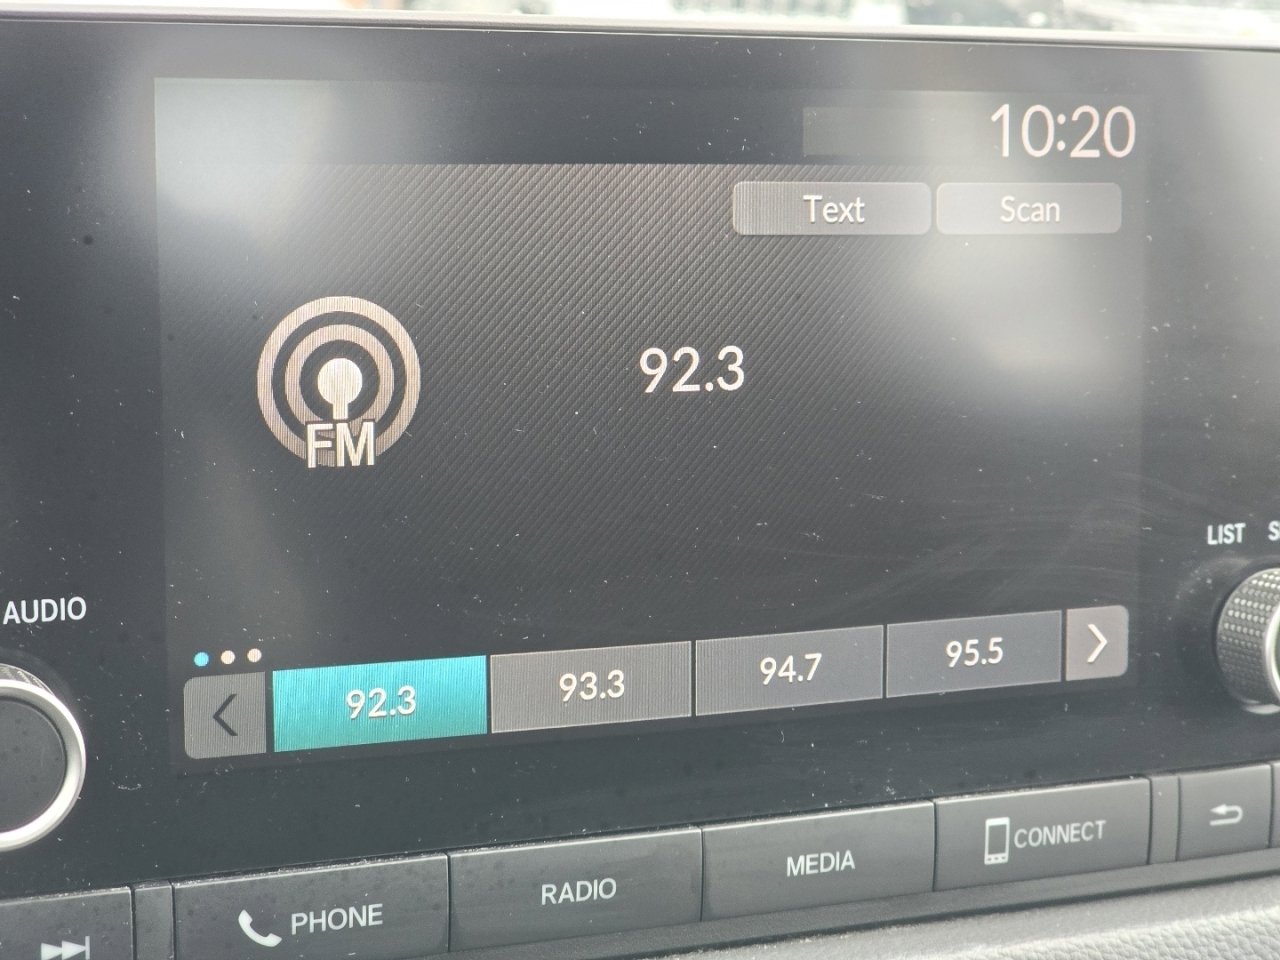 10:20
Text Scan
92.3
FM
LIST
AUDIO
92.3 93.3 94.7 95.5
PHONE RADIO MEDIA CONNECT